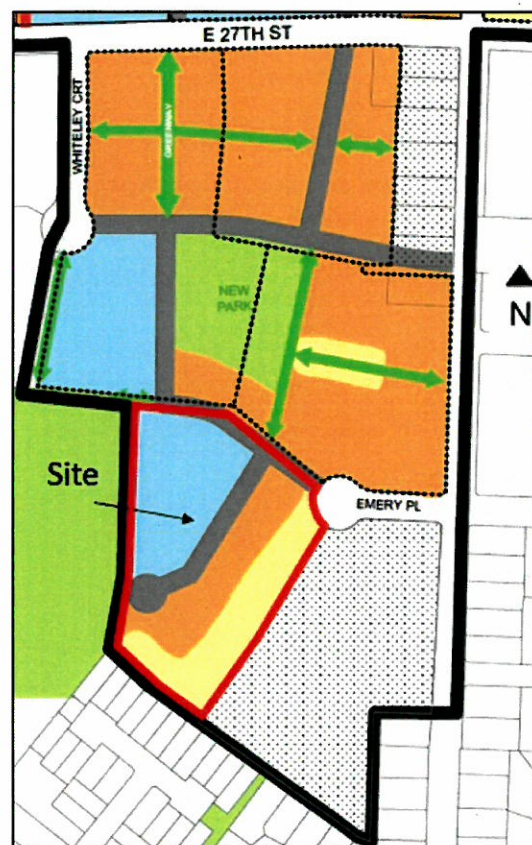 E 27TH ST
WHITELEY CRT
GREENWAY
NEW
PARK
N
Site
EMERY PL